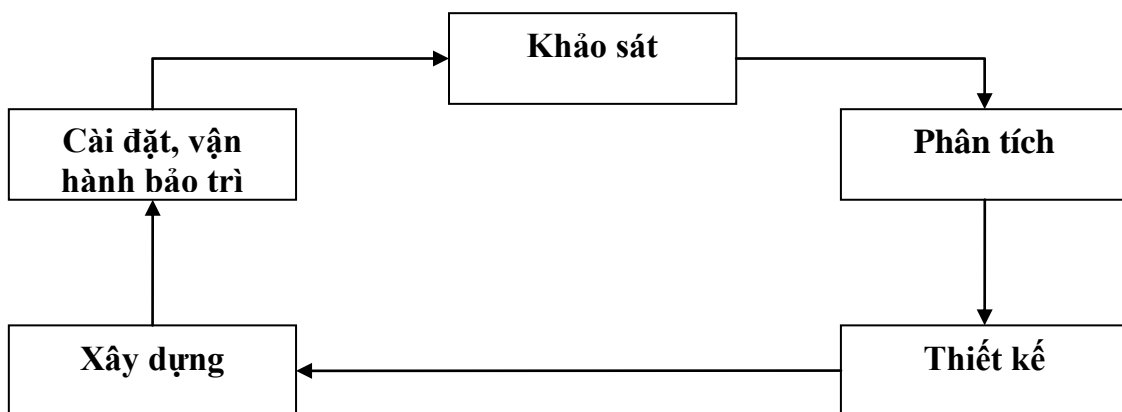 Khảo sát
Cài đặt, vận
hành bảo trì
Phân tích
Xây dựng
Thiết kế